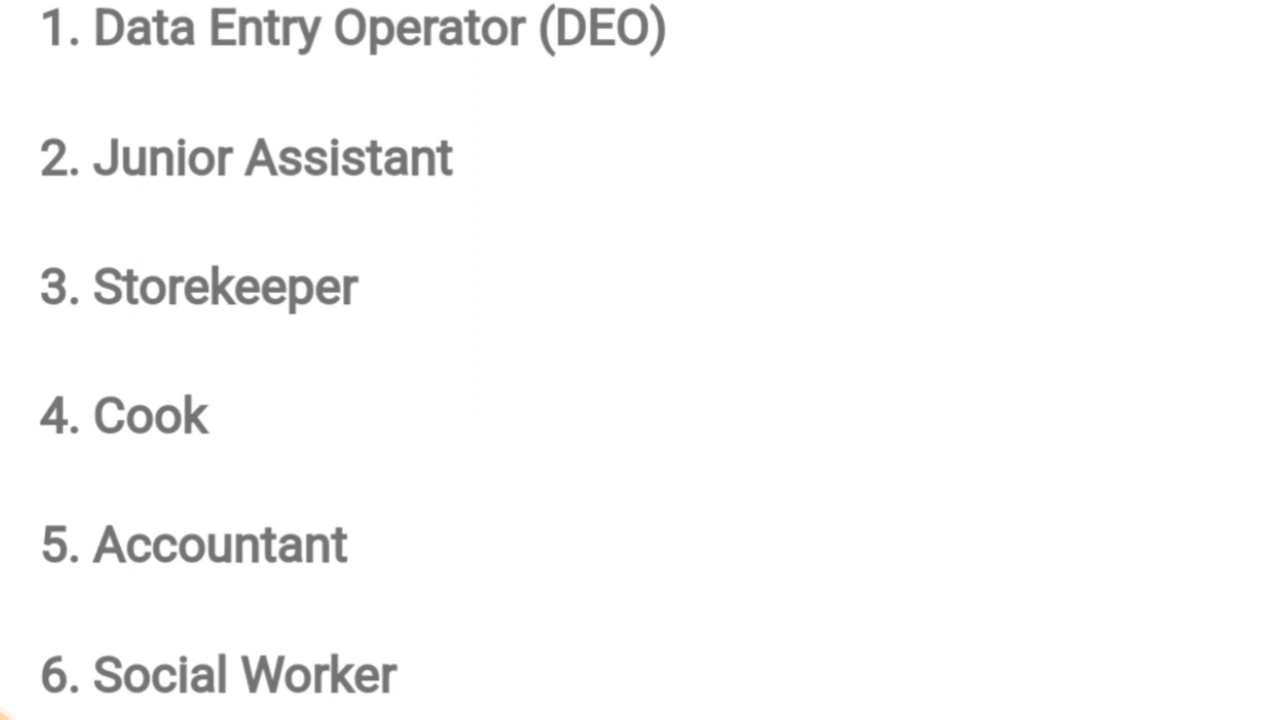 1. Data Entry Operator (DEO)
2. Junior Assistant
3. Storekeeper
4. Cook
5. Accountant
6. Social Worker